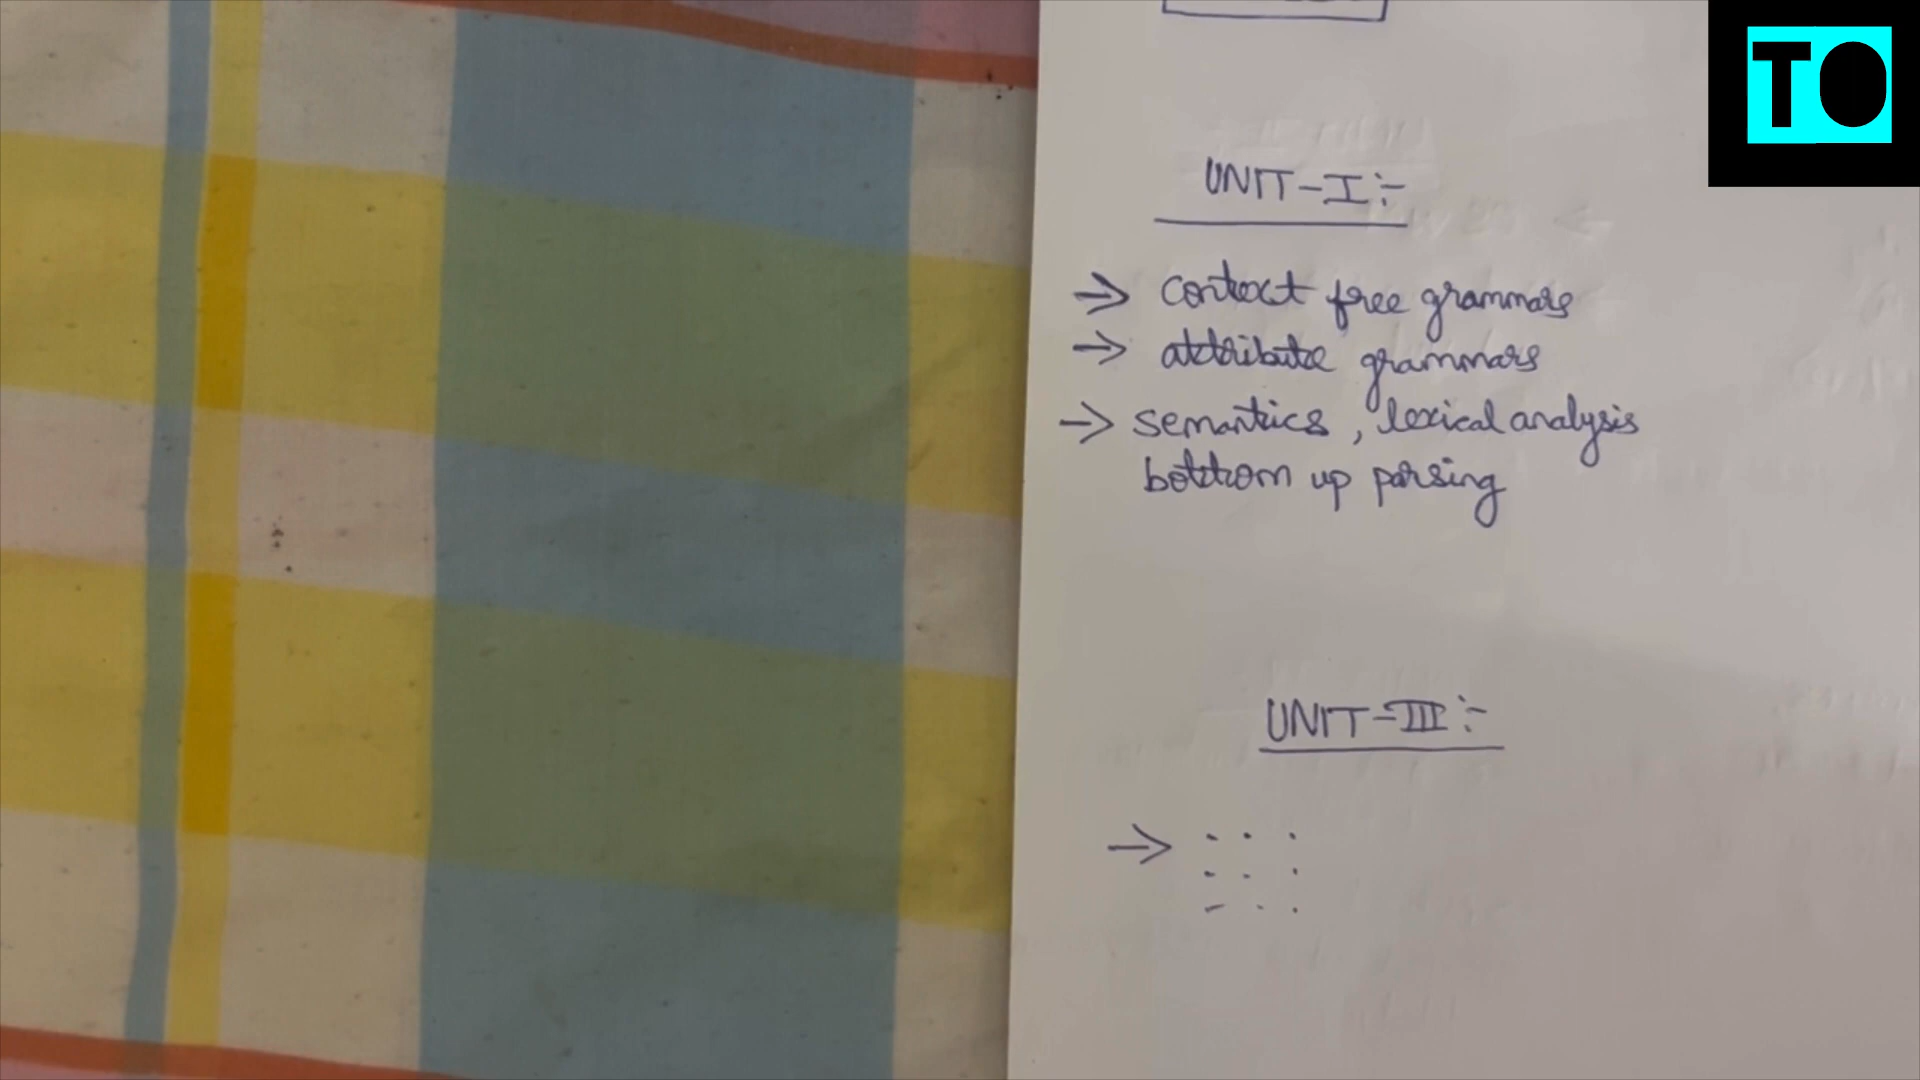 TO
UNIT-I:-
→ context free grammars
→ attribute grammars
→ semantics, lexical analysis
bottom up parsing
UNIT-III:-
→